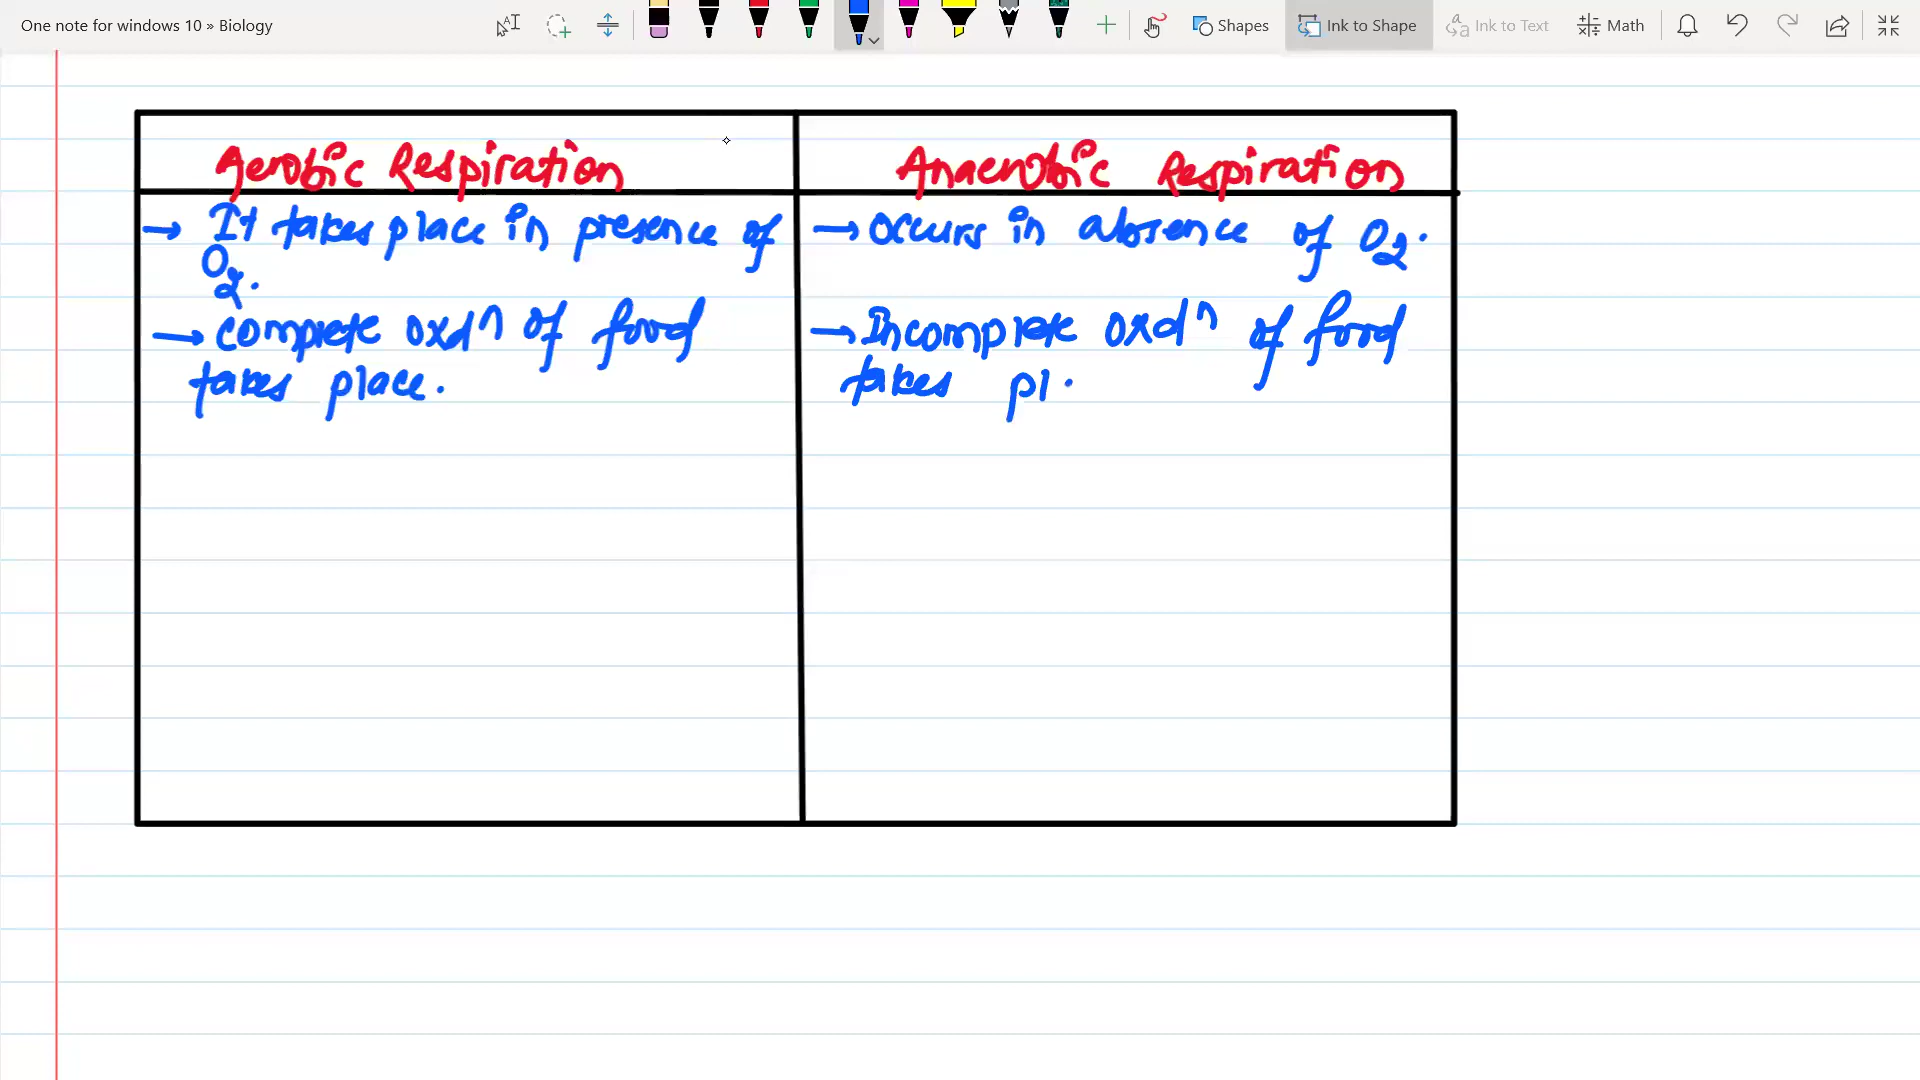 One note for windows 10 » Biology
Shapes
Ink to Shape
Ink to Text
Math
Aerobic Respiration
Anaerobic Respiration
→ It takes place in presence of
O2.
→ complete oxdⁿ of food
takes place.
→ Occurs in absence of O2.
→ Incomplete oxdⁿ of food
takes pl.